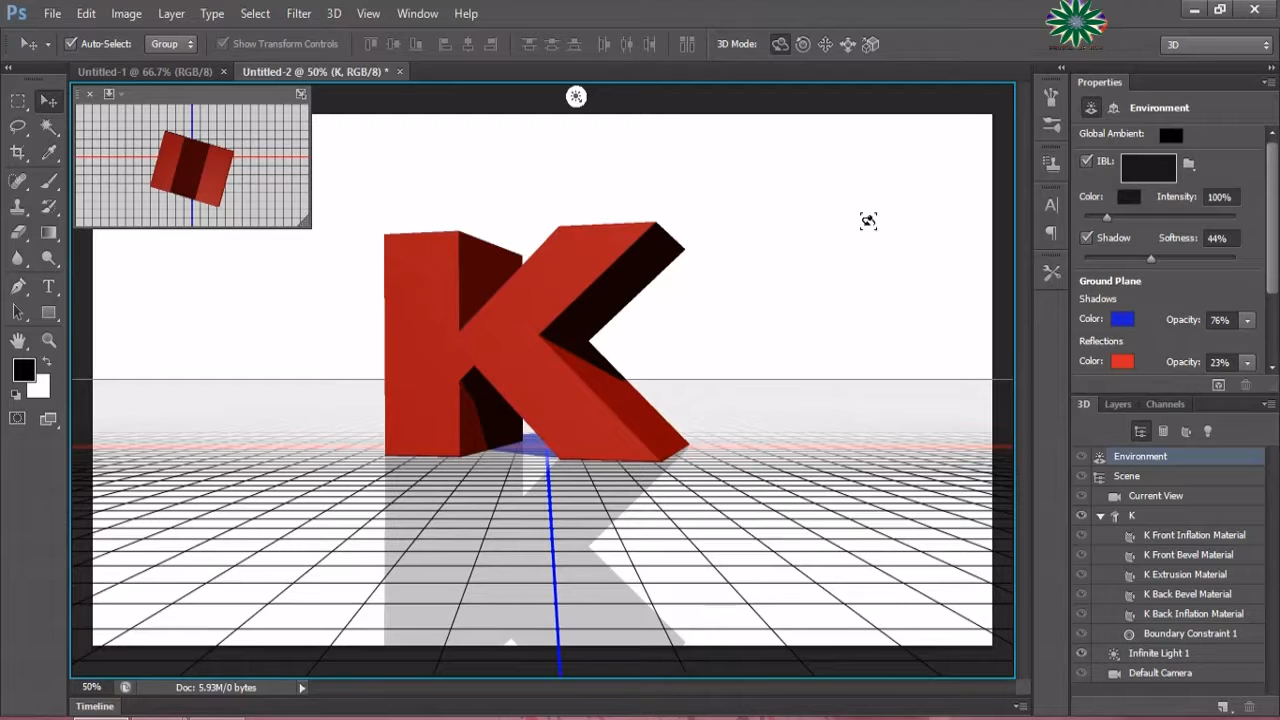 Ps File Edit Image Layer Type Select Filter 3D View Window Help
Auto-Select: Group Show Transform Controls 3D Mode: 3D
Untitled-1 @ 66.7% (RGB/8) × Untitled-2 @ 50% (K, RGB/8) * ×
Properties
Environment
Global Ambient:
IBL:
Color: Intensity: 100%
Shadow Softness: 44%
Ground Plane
Shadows
Color: Opacity: 76%
Reflections
Color: Opacity: 23%
K
3D Layers Channels
Environment
Scene
Current View
K
K Front Inflation Material
K Front Bevel Material
K Extrusion Material
K Back Bevel Material
K Back Inflation Material
Boundary Constraint 1
Infinite Light 1
Default Camera
50% Doc: 5.93M/0 bytes
Timeline